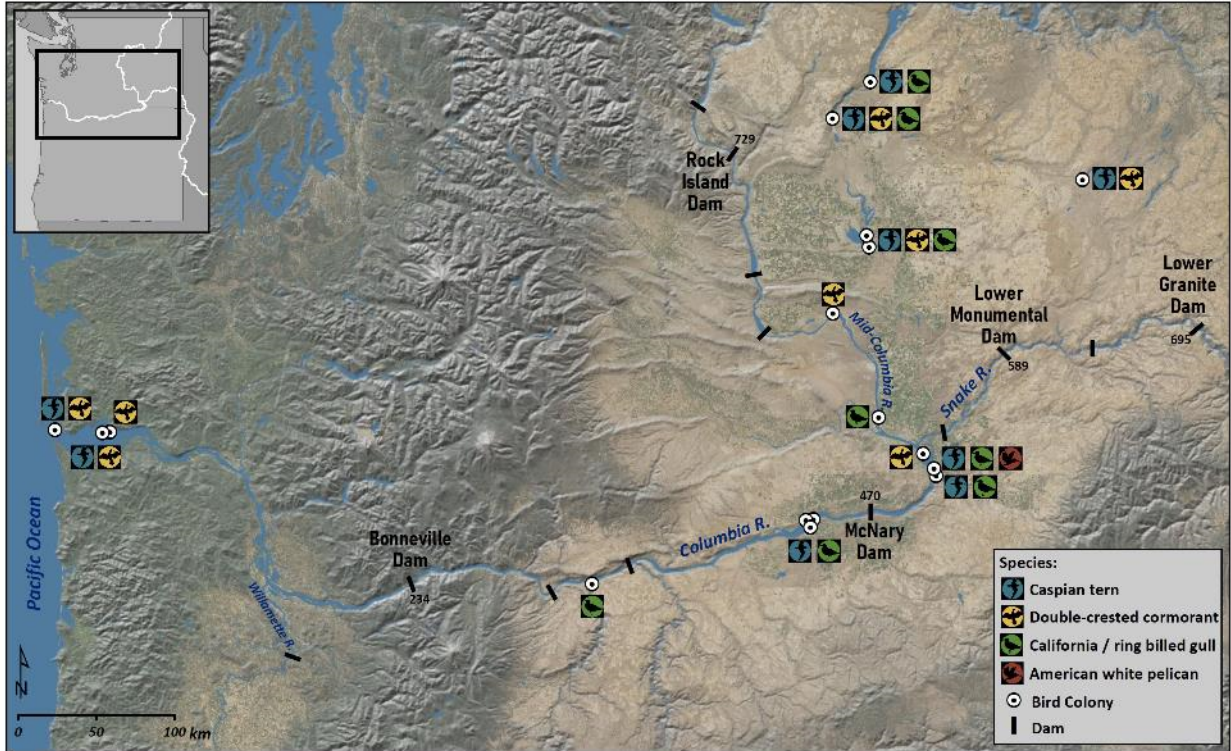 729
Rock
Island
Dam
Lower
Granite
Dam
695
Lower
Monumental
Dam
589
Mid-Columbia R.
Snake R.
470
McNary
Dam
Columbia R.
Bonneville
Dam
234
Willamette R.
Pacific Ocean
N
0 50 100 km
Species:
Caspian tern
Double-crested cormorant
California / ring billed gull
American white pelican
Bird Colony
Dam